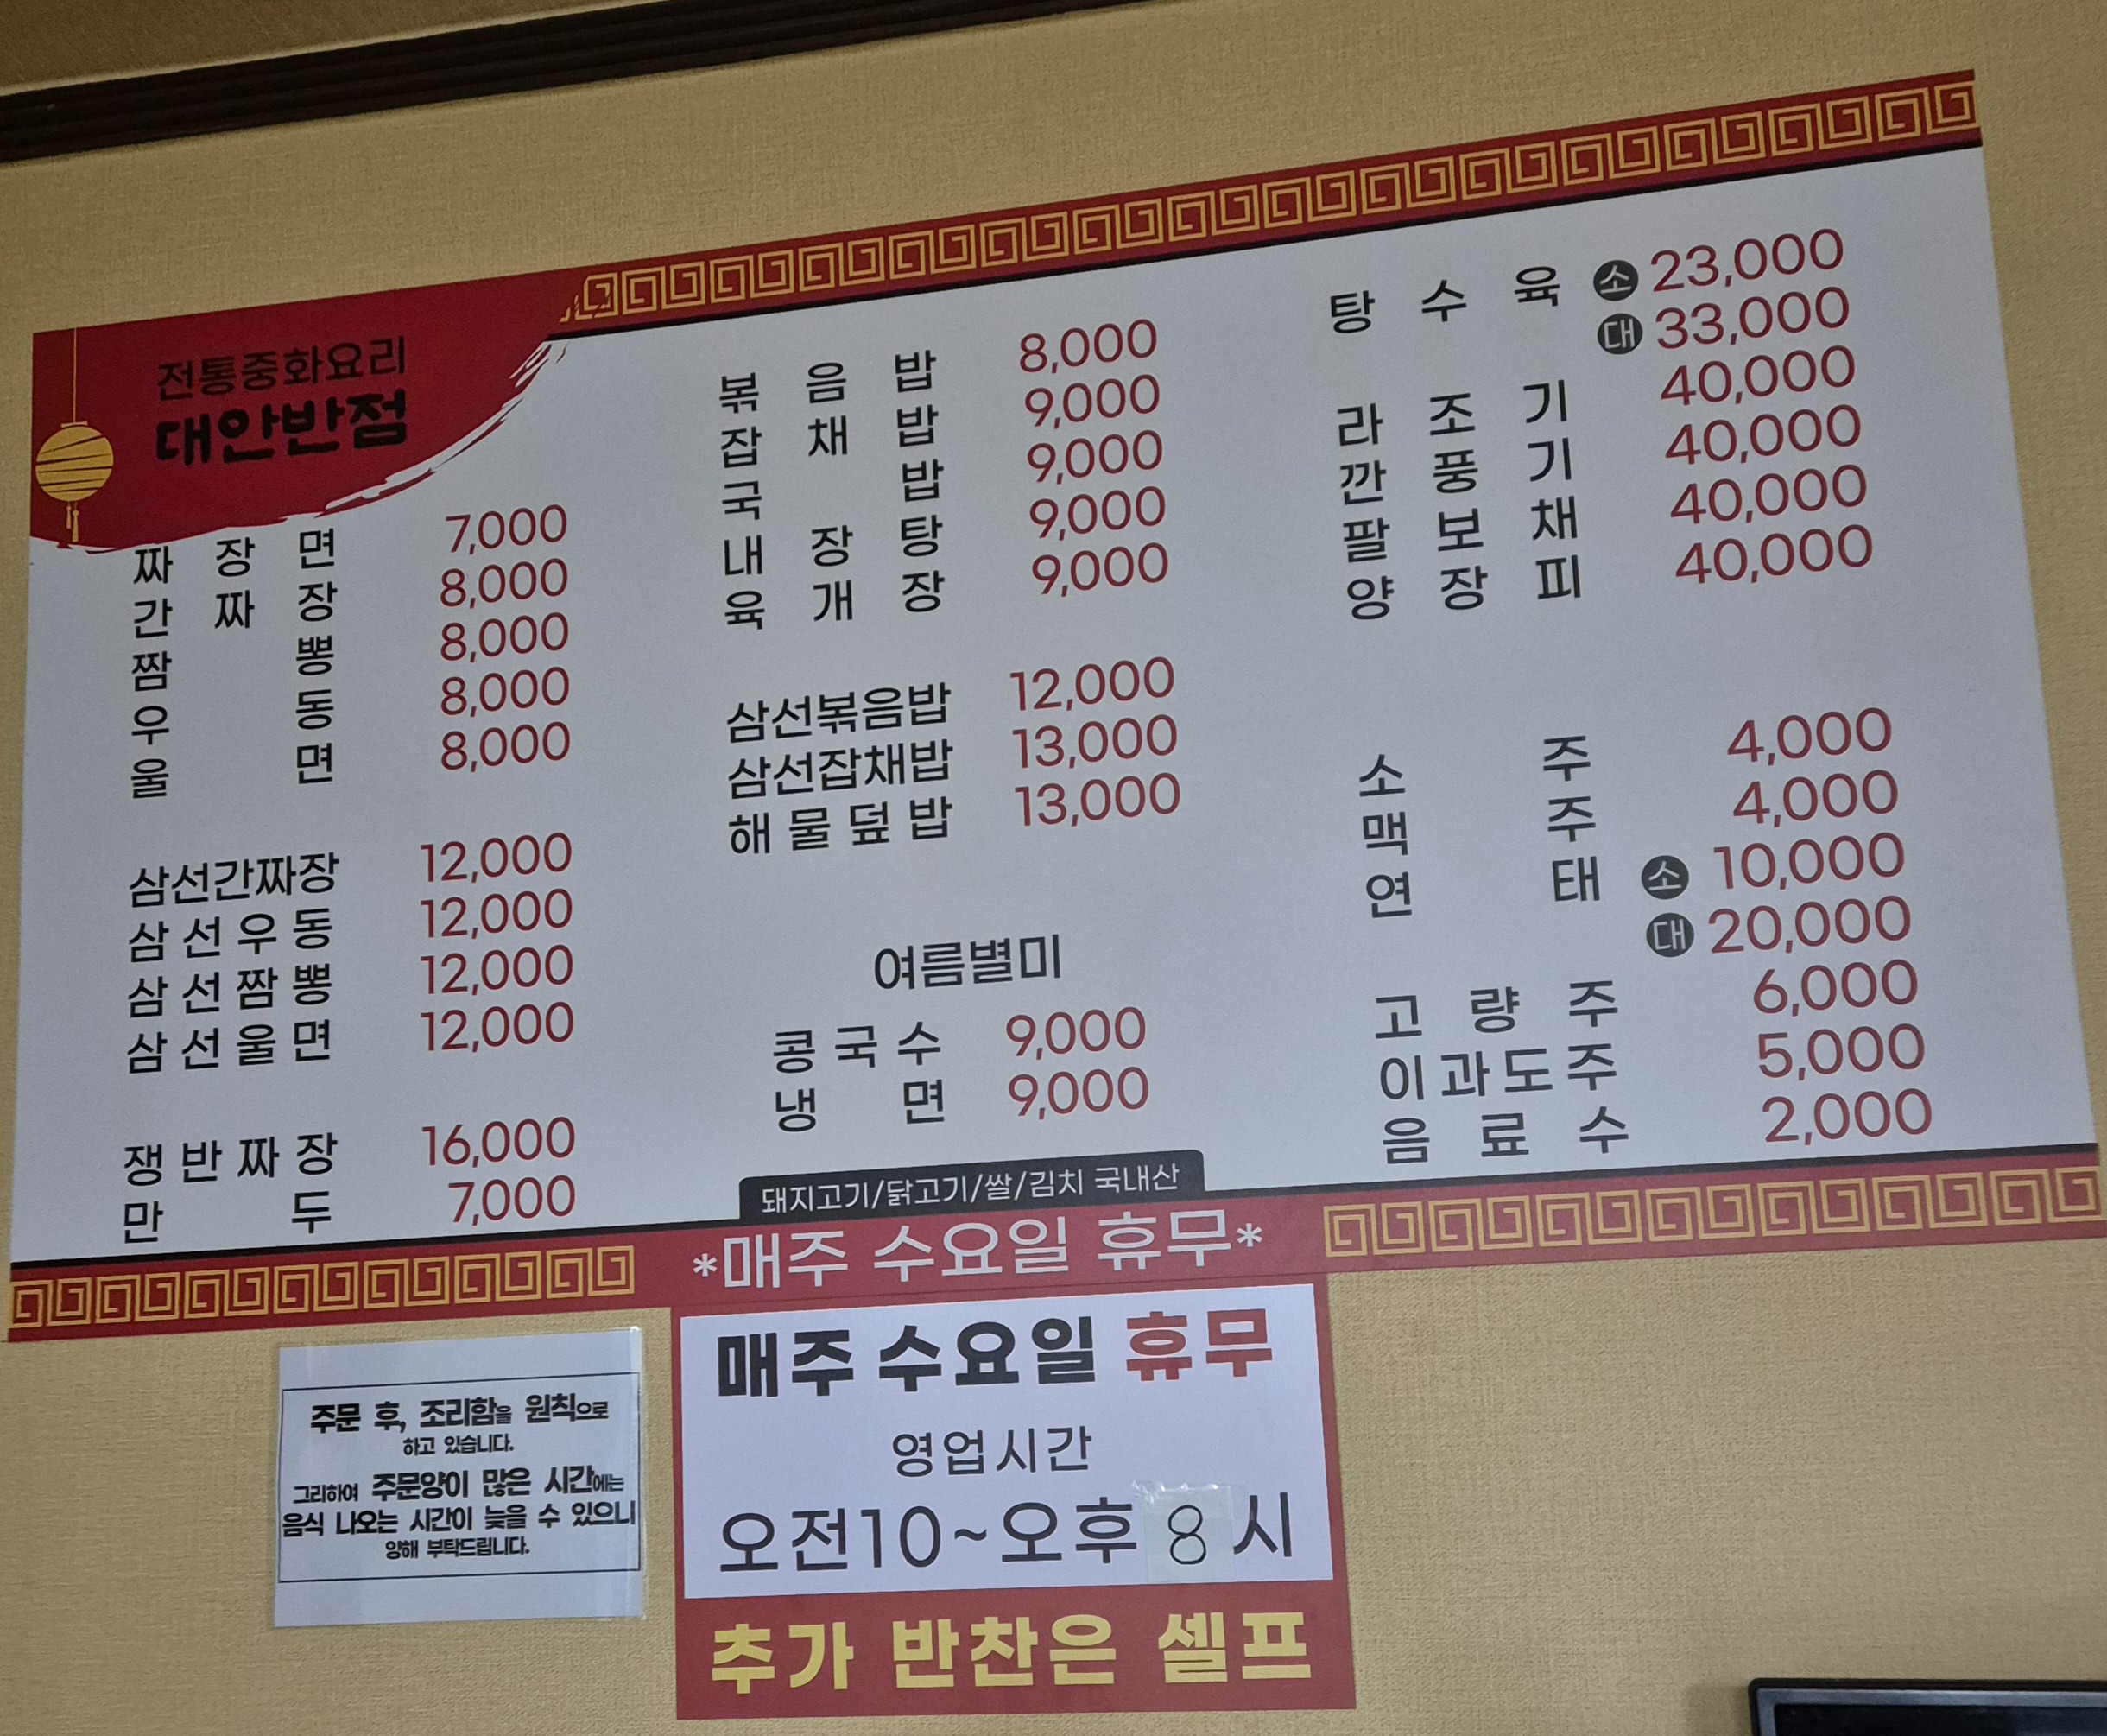 전통중화요리
대안반점
짜장면 7,000
간짜장 8,000
짬뽕 8,000
우동 8,000
울면 8,000
삼선간짜장 12,000
삼선우동 12,000
삼선짬뽕 12,000
삼선울면 12,000
쟁반짜장 16,000
만두 7,000
볶음밥 8,000
잡채밥 9,000
국밥 9,000
내장탕 9,000
육개장 9,000
삼선볶음밥 12,000
삼선잡채밥 13,000
해물덮밥 13,000
여름별미
콩국수 9,000
냉면 9,000
탕수육 소 23,000
대 33,000
라조기 40,000
깐풍기 40,000
팔보채 40,000
양장피 40,000
소주 4,000
맥주 4,000
연태 소 10,000
대 20,000
고량주 6,000
이과도주 5,000
음료수 2,000
돼지고기/닭고기/쌀/김치 국내산
*매주 수요일 휴무*
주문 후, 조리함을 원칙으로
하고 있습니다.
그리하여 주문양이 많은 시간에는
음식 나오는 시간이 늦을 수 있으니
양해 부탁드립니다.
매주 수요일 휴무
영업시간
오전10~오후8시
추가 반찬은 셀프